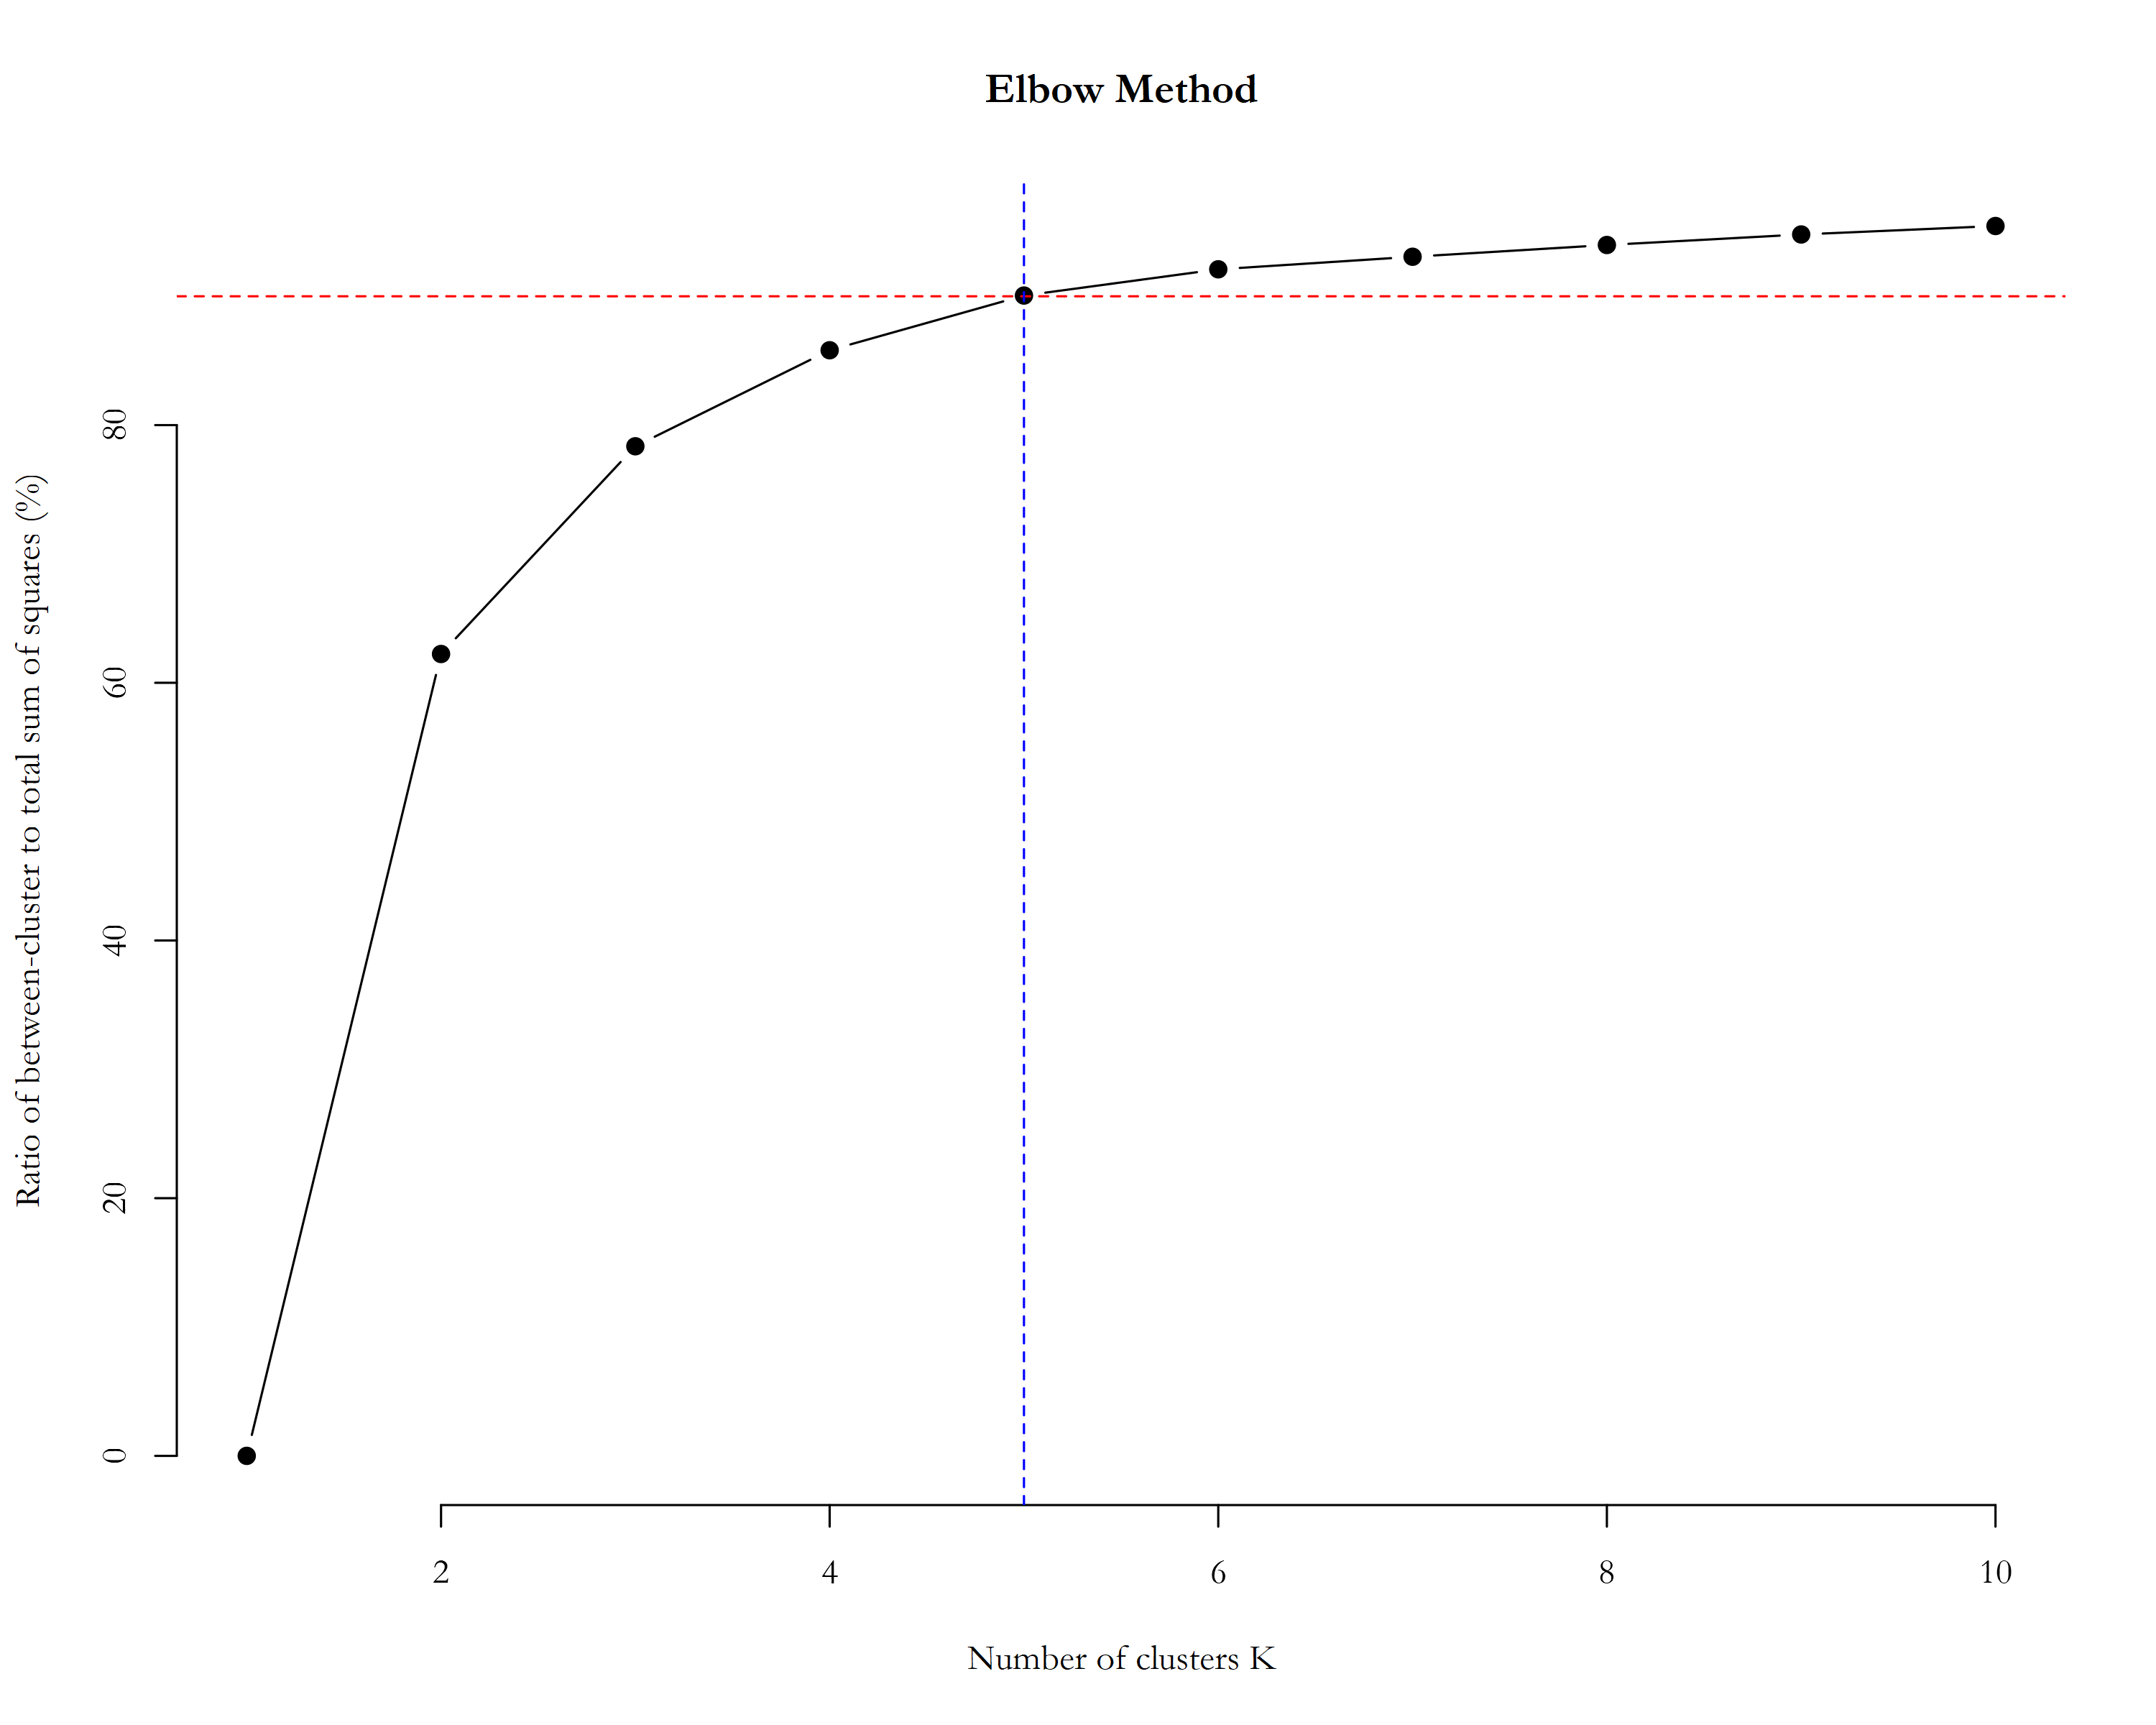 Elbow Method
Ratio of between-cluster to total sum of squares (%)
80
60
40
20
0
2 4 6 8 10
Number of clusters K